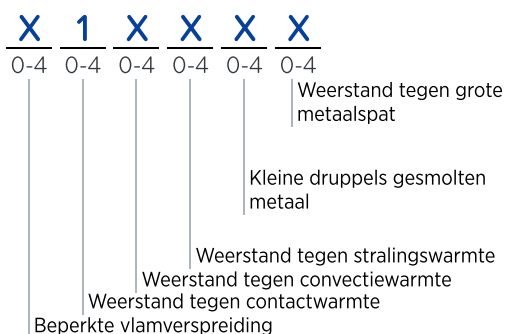 X 1 X X X X
0-4 0-4 0-4 0-4 0-4 0-4
Weerstand tegen grote
metaalspat
Kleine druppels gesmolten
metaal
Weerstand tegen stralingswarmte
Weerstand tegen convectiewarmte
Weerstand tegen contactwarmte
Beperkte vlamverspreiding